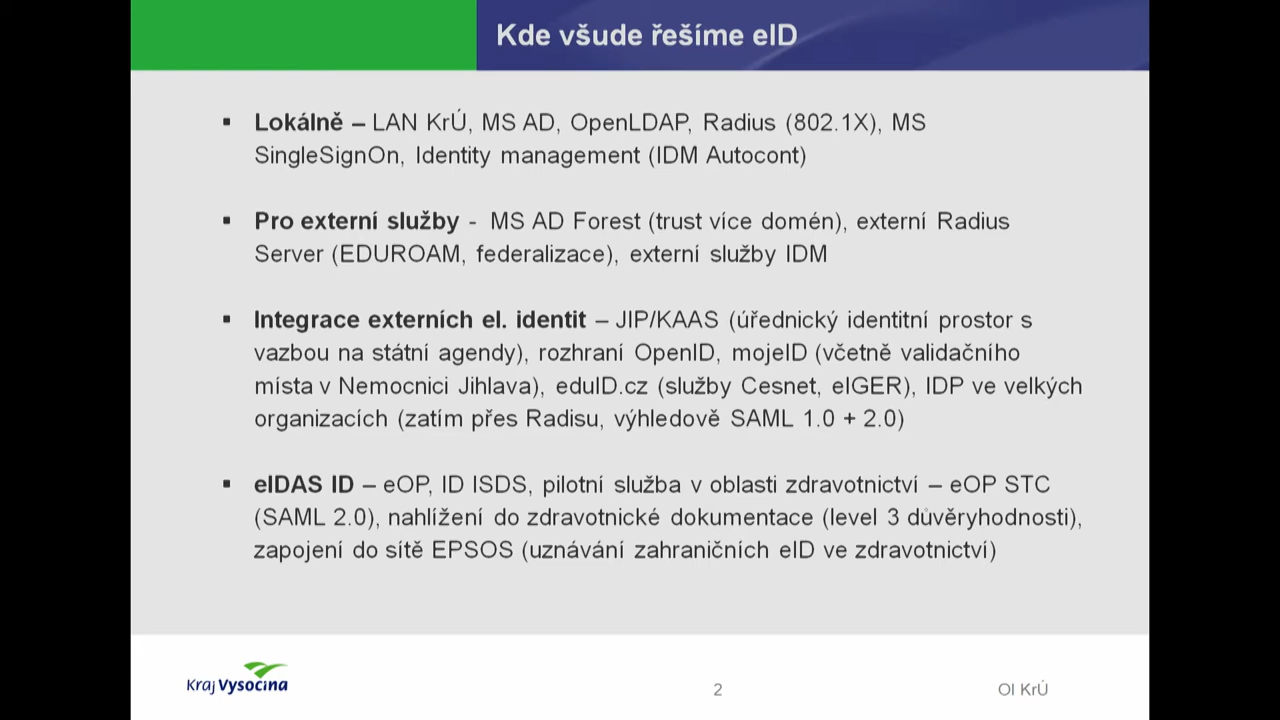 Kde všude řešíme eID
▪ Lokálně – LAN KrÚ, MS AD, OpenLDAP, Radius (802.1X), MS
SingleSignOn, Identity management (IDM Autocont)
▪ Pro externí služby - MS AD Forest (trust více domén), externí Radius
Server (EDUROAM, federalizace), externí služby IDM
▪ Integrace externích el. identit – JIP/KAAS (úřednický identitní prostor s
vazbou na státní agendy), rozhraní OpenID, mojeID (včetně validačního
místa v Nemocnici Jihlava), eduID.cz (služby Cesnet, eIGER), IDP ve velkých
organizacích (zatím přes Radisu, výhledově SAML 1.0 + 2.0)
▪ eIDAS ID – eOP, ID ISDS, pilotní služba v oblasti zdravotnictví – eOP STC
(SAML 2.0), nahlížení do zdravotnické dokumentace (level 3 důvěryhodnosti),
zapojení do sítě EPSOS (uznávání zahraničních eID ve zdravotnictví)
Kraj Vysočina
2
OI KrÚ